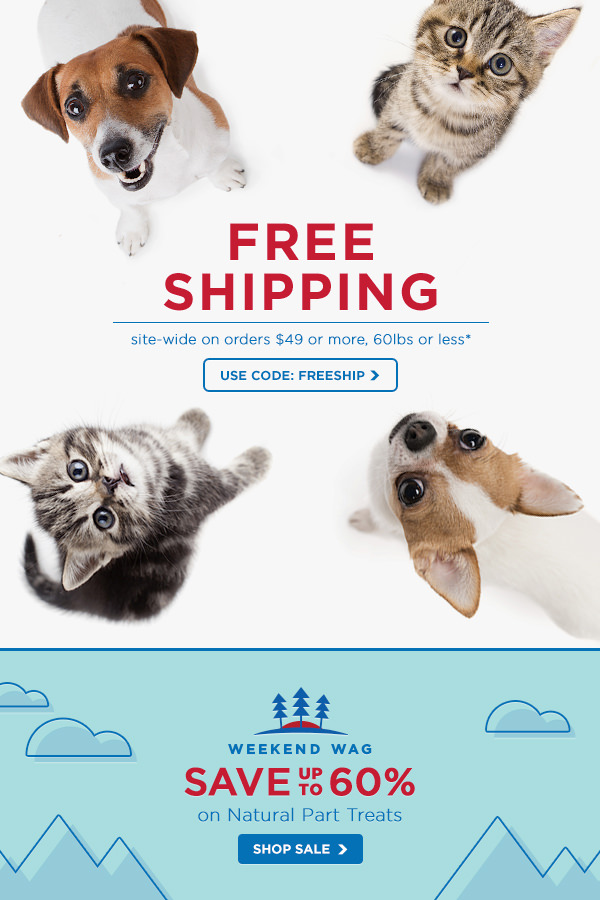 FREE
SHIPPING
site-wide on orders $49 or more, 60lbs or less*
USE CODE: FREESHIP
WEEKEND WAG
SAVE UP TO 60%
on Natural Part Treats
SHOP SALE